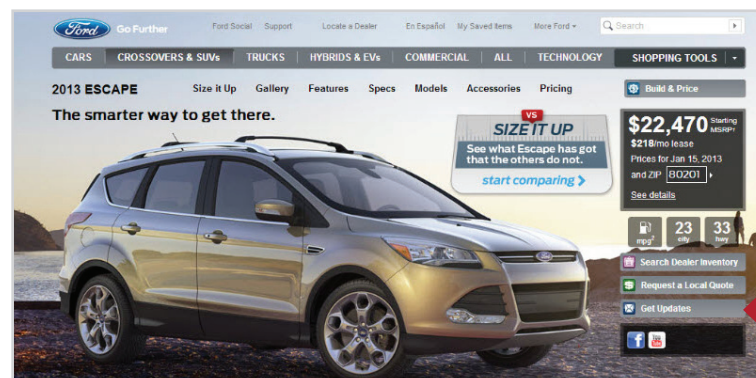 Ford Go Further Ford Social Support Locate a Dealer En Español My Saved Items More Ford Search
CARS CROSSOVERS & SUVs TRUCKS HYBRIDS & EVs COMMERCIAL ALL TECHNOLOGY SHOPPING TOOLS
2013 ESCAPE Size it Up Gallery Features Specs Models Accessories Pricing
Build & Price
The smarter way to get there.
VS
SIZE IT UP
See what Escape has got
that the others do not.
start comparing >
$22,470 Starting MSRP
$218/mo lease
Prices for Jan 15, 2013
and ZIP 80201
See details
mpg 23 city 33 hwy
Search Dealer Inventory
Request a Local Quote
Get Updates
f You Tube